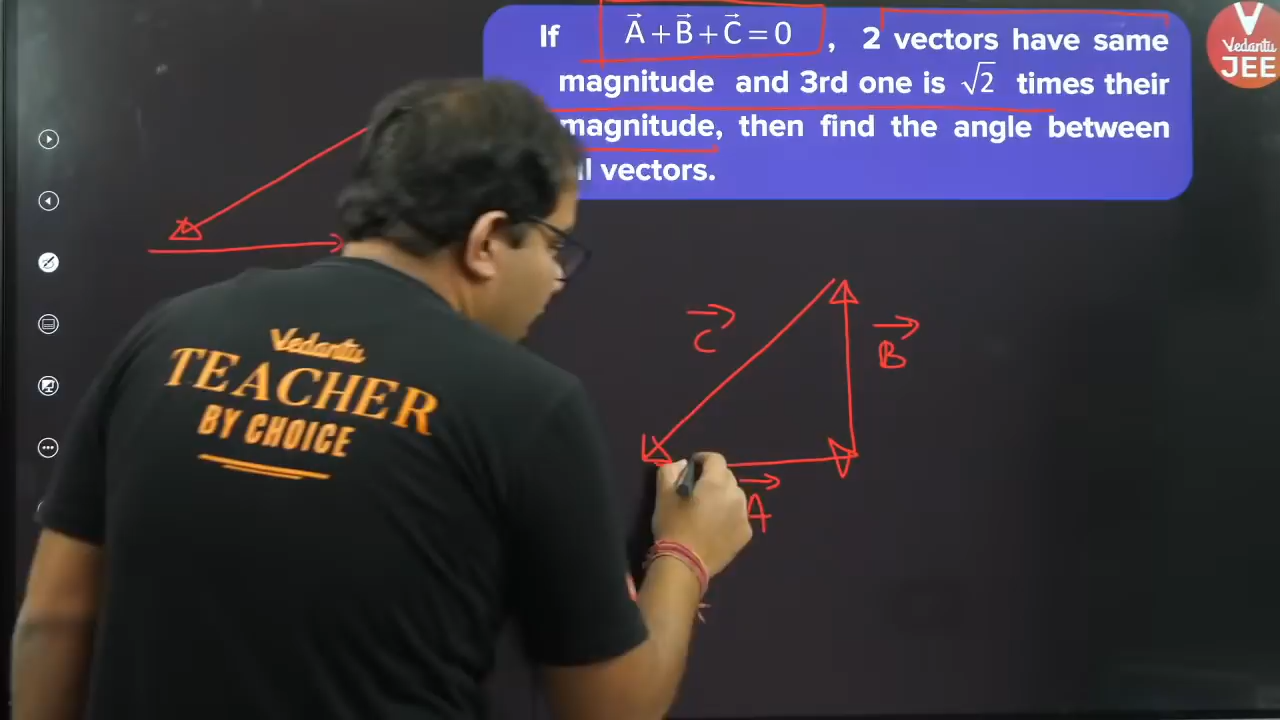 If A⃗ + B⃗ + C⃗ = 0 , 2 vectors have same
magnitude and 3rd one is √2 times their
magnitude, then find the angle between
vectors.
Vedantu
JEE
C⃗
B⃗
A⃗
Vedantu
TEACHER
BY CHOICE